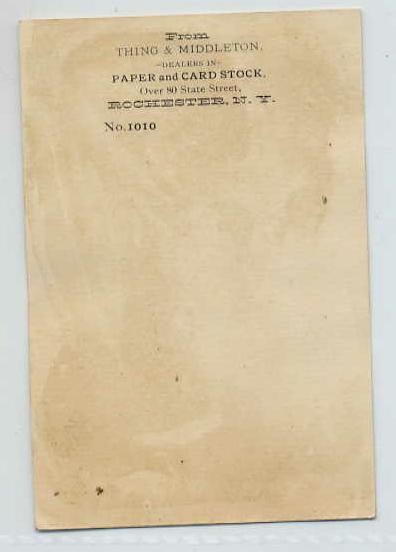 From
THING & MIDDLETON,
-DEALERS IN-
PAPER and CARD STOCK,
Over 80 State Street,
ROCHESTER, N. Y.
No. 1010